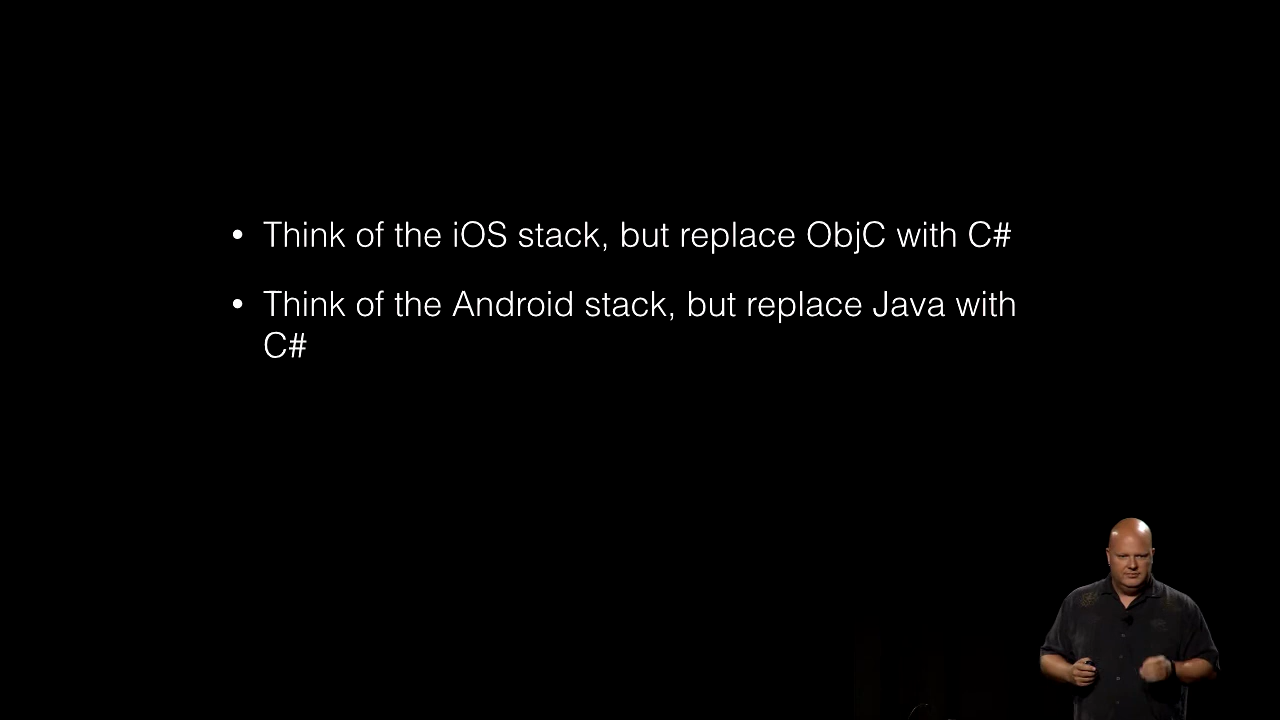 • Think of the iOS stack, but replace ObjC with C#
• Think of the Android stack, but replace Java with
C#